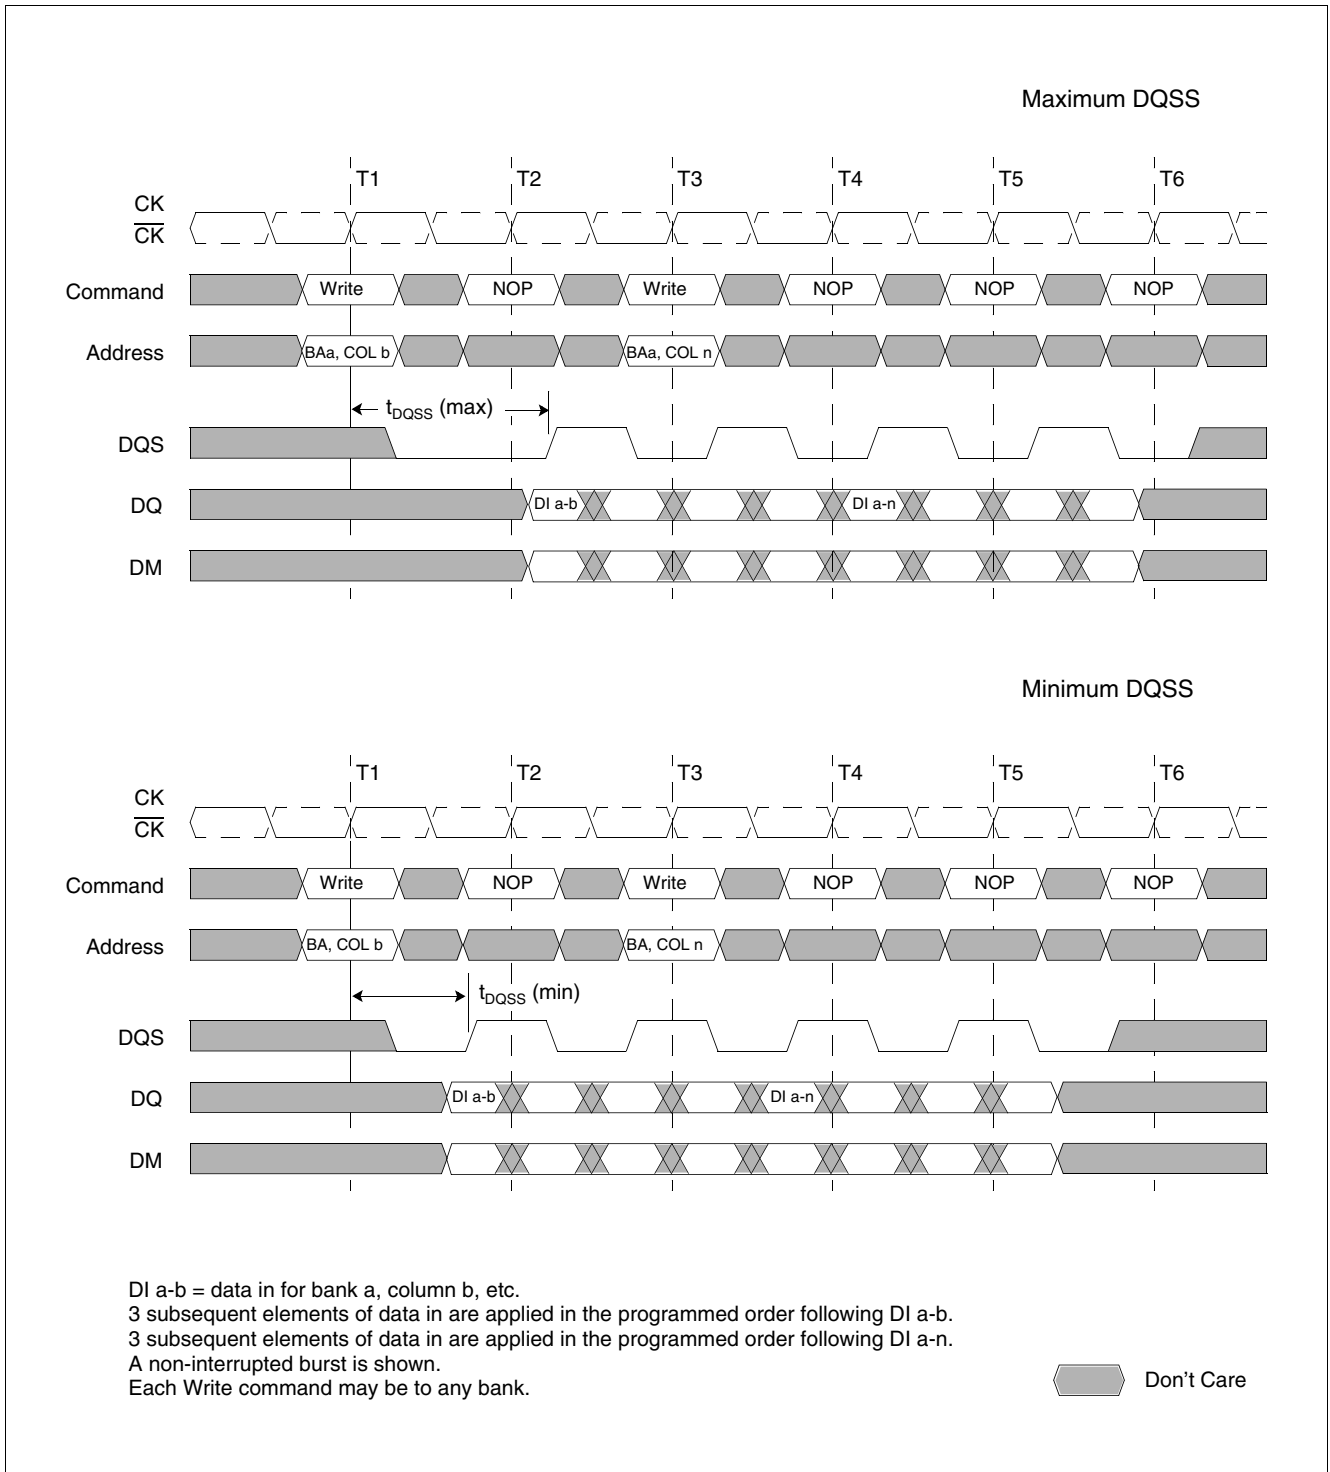 Maximum DQSS
T1 T2 T3 T4 T5 T6
CK
CK
Command Write NOP Write NOP NOP NOP
Address BAa, COL b BAa, COL n
tDQSS (max)
DQS
DQ DI a-b DI a-n
DM
Minimum DQSS
T1 T2 T3 T4 T5 T6
CK
CK
Command Write NOP Write NOP NOP NOP
Address BA, COL b BA, COL n
tDQSS (min)
DQS
DQ DI a-b DI a-n
DM
DI a-b = data in for bank a, column b, etc.
3 subsequent elements of data in are applied in the programmed order following DI a-b.
3 subsequent elements of data in are applied in the programmed order following DI a-n.
A non-interrupted burst is shown.
Each Write command may be to any bank.
Don't Care